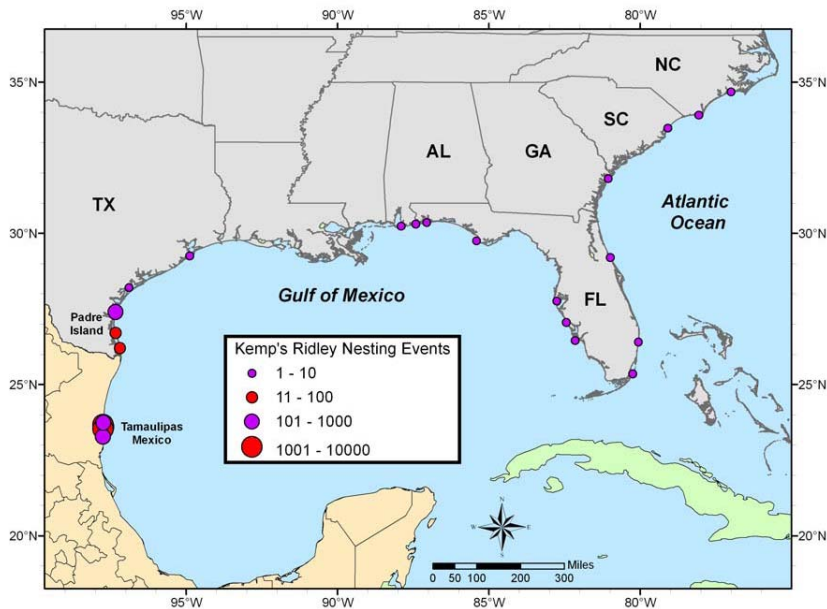 95°W 90°W 85°W 80°W
35°N 35°N
NC
SC
AL GA
TX
Atlantic
Ocean
30°N 30°N
Gulf of Mexico
FL
Padre
Island
Kemp's Ridley Nesting Events
1 - 10
11 - 100
101 - 1000
1001 - 10000
25°N 25°N
Tamaulipas
Mexico
20°N 20°N
N
W E
S
Miles
0 50 100 200 300
95°W 90°W 85°W 80°W